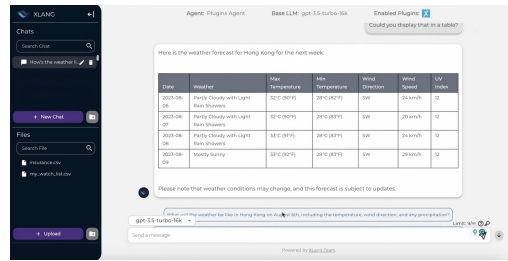 XLANG
Agent: Plugins Agent
Base LLM: gpt-3.5-turbo-16k
Enabled Plugins:
Chats
Could you display that in a table?
Search Chat
How's the weather li
Here is the weather forecast for Hong Kong for the next week:
Date Weather Max Temperature Min Temperature Wind Direction Wind Speed UV Index
2023-08-06 Partly Cloudy with Light Rain Showers 32°C (90°F) 28°C (82°F) SW 24 km/h 12
2023-08-07 Partly Cloudy with Light Rain Showers 32°C (90°F) 28°C (82°F) SW 20 km/h 12
2023-08-08 Partly Cloudy with Light Rain Showers 33°C (91°F) 28°C (83°F) SW 24 km/h 12
2023-08-09 Mostly Sunny 33°C (92°F) 28°C (83°F) SW 29 km/h 12
+ New Chat
Files
Search File
insurance.csv
my_watch_list.csv
Please note that weather conditions may change, and this forecast is subject to updates.
What will the weather be like in Hong Kong on August 8th, including the temperature, wind direction, and any precipitation?
gpt-3.5-turbo-16k
+ Upload
Send a message
Powered by XLang Team